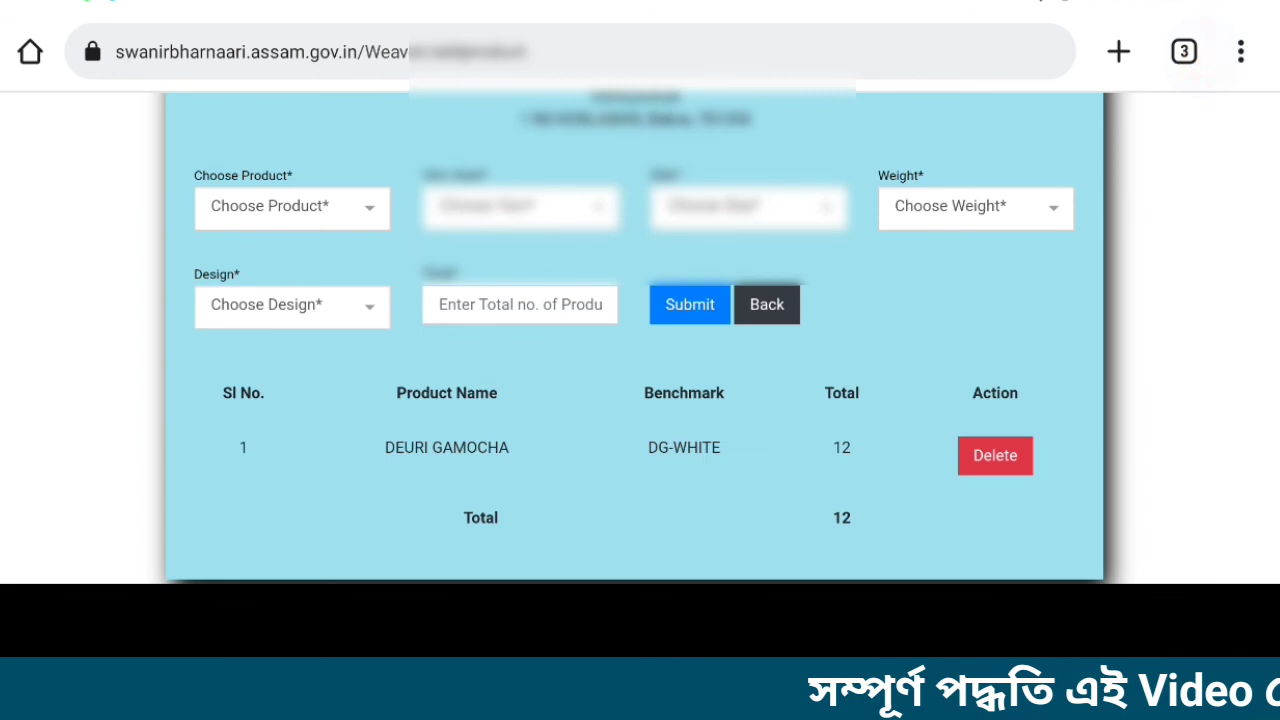 swanirbharnaari.assam.gov.in/Weav
3
Choose Product*
Weight*
Choose Product*
Choose Weight*
Design*
Choose Design*
Enter Total no. of Produ
Submit
Back
Sl No. Product Name Benchmark Total Action
1 DEURI GAMOCHA DG-WHITE 12 Delete
Total 12
সম্পূৰ্ণ পদ্ধতি এই Video